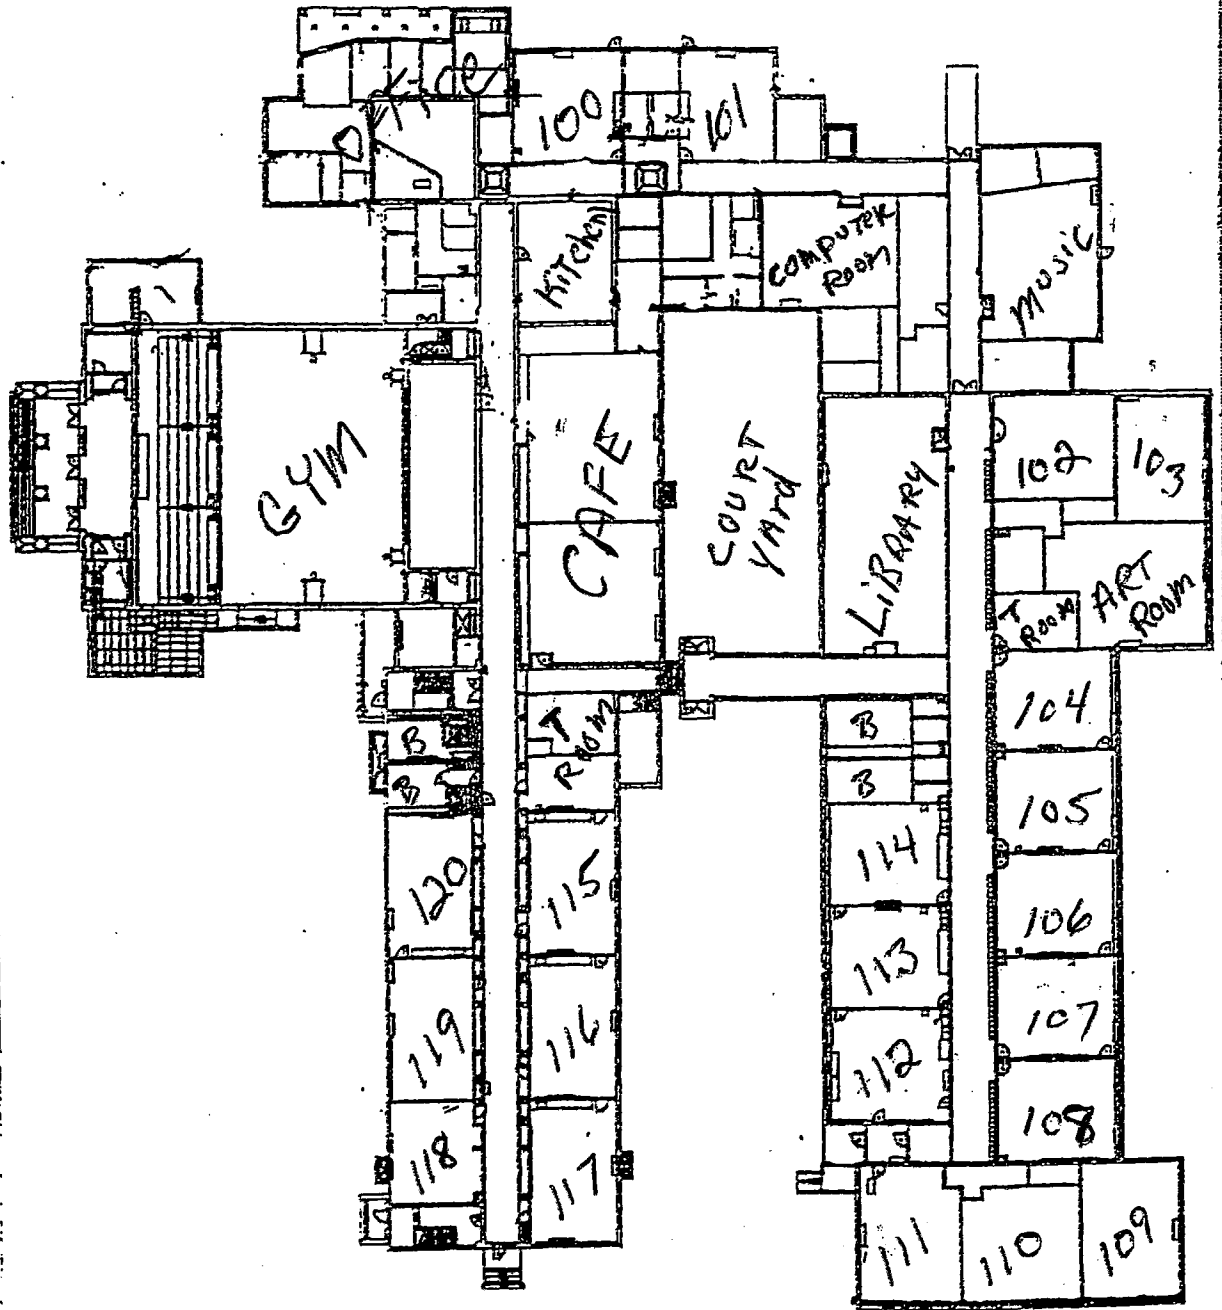 OFFICE
100
101
Kitchen
COMPUTER
ROOM
MUSIC
GYM
CAFE
COURT
YARD
LiBRARY
102
103
T
ROOM
ART
ROOM
104
105
106
107
108
109
110
111
112
113
114
B
B
T
ROOM
115
116
117
118
119
120
B
B